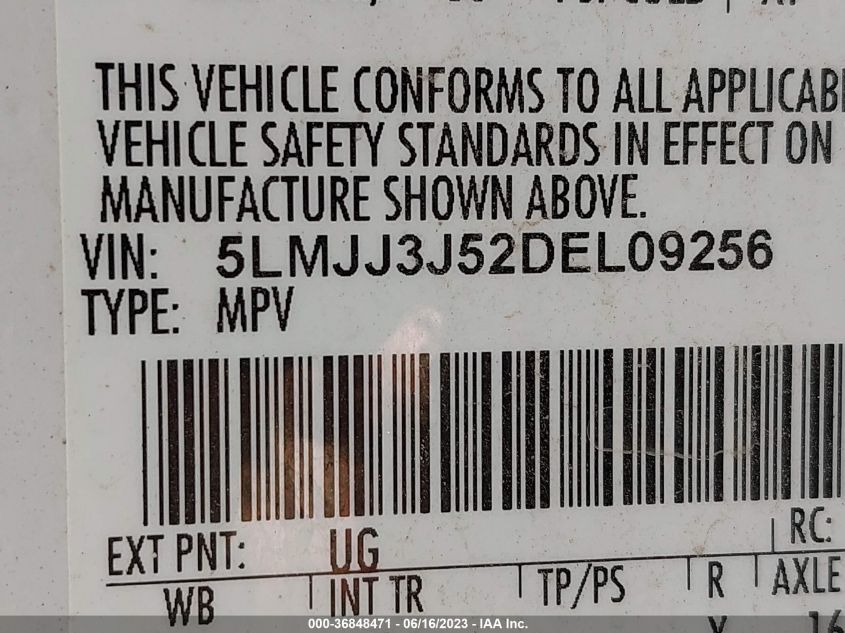 THIS VEHICLE CONFORMS TO ALL
VEHICLE SAFETY STANDARDS IN EFFECT ON
MANUFACTURE SHOWN ABOVE.
VIN: 5LMJJ3J52DEL09256
TYPE: MPV
EXT PNT: UG RC:
WB INT TR TP/PS R AXLE
16
000-36848471 - 06/16/2023 - IAA Inc.